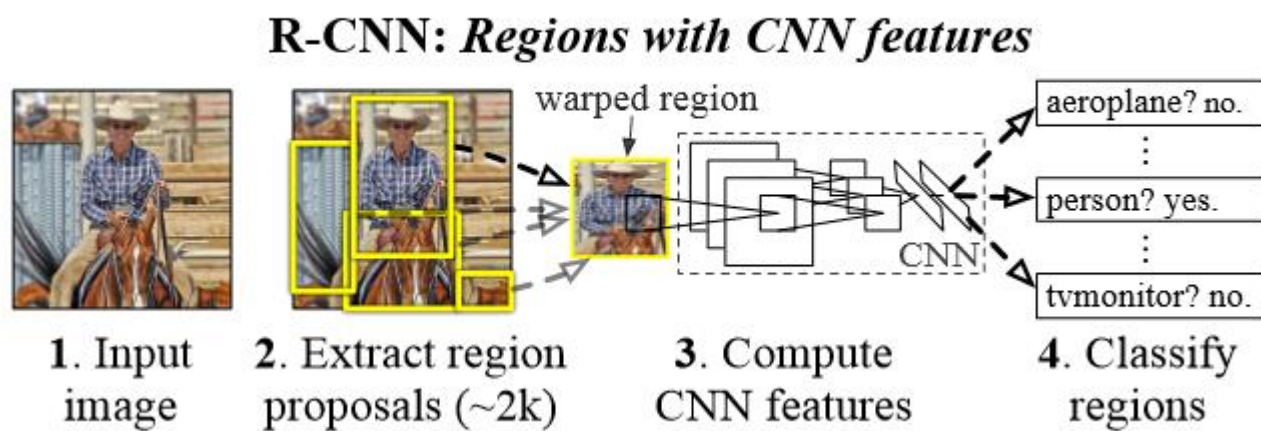 R-CNN: Regions with CNN features
warped region
aeroplane? no.
person? yes.
tvmonitor? no.
CNN
1. Input
image
2. Extract region
proposals (~2k)
3. Compute
CNN features
4. Classify
regions